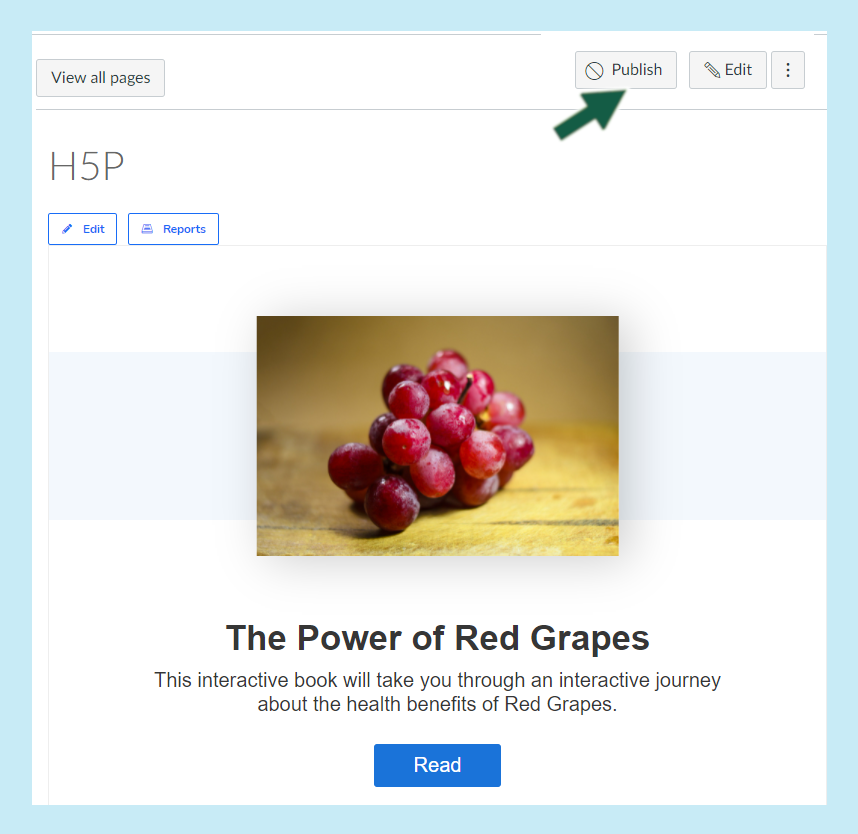 View all pages
Publish
Edit
H5P
Edit
Reports
The Power of Red Grapes
This interactive book will take you through an interactive journey
about the health benefits of Red Grapes.
Read